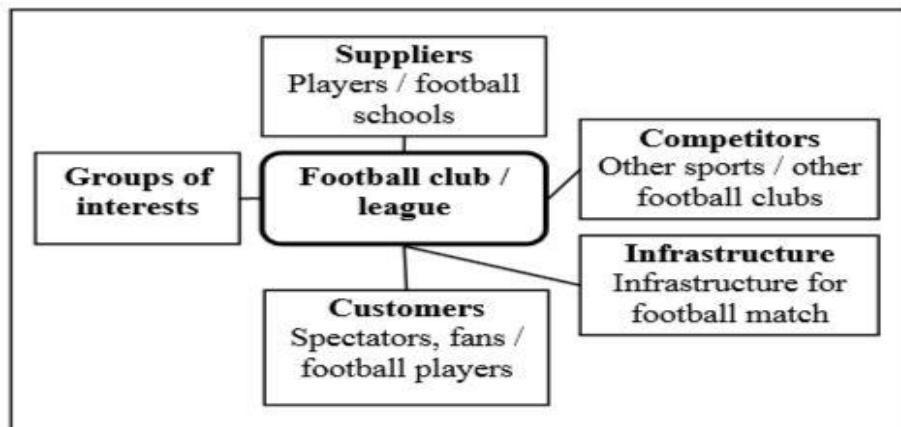 Suppliers
Players / football
schools
Groups of
interests
Football club /
league
Competitors
Other sports / other
football clubs
Infrastructure
Infrastructure for
football match
Customers
Spectators, fans /
football players